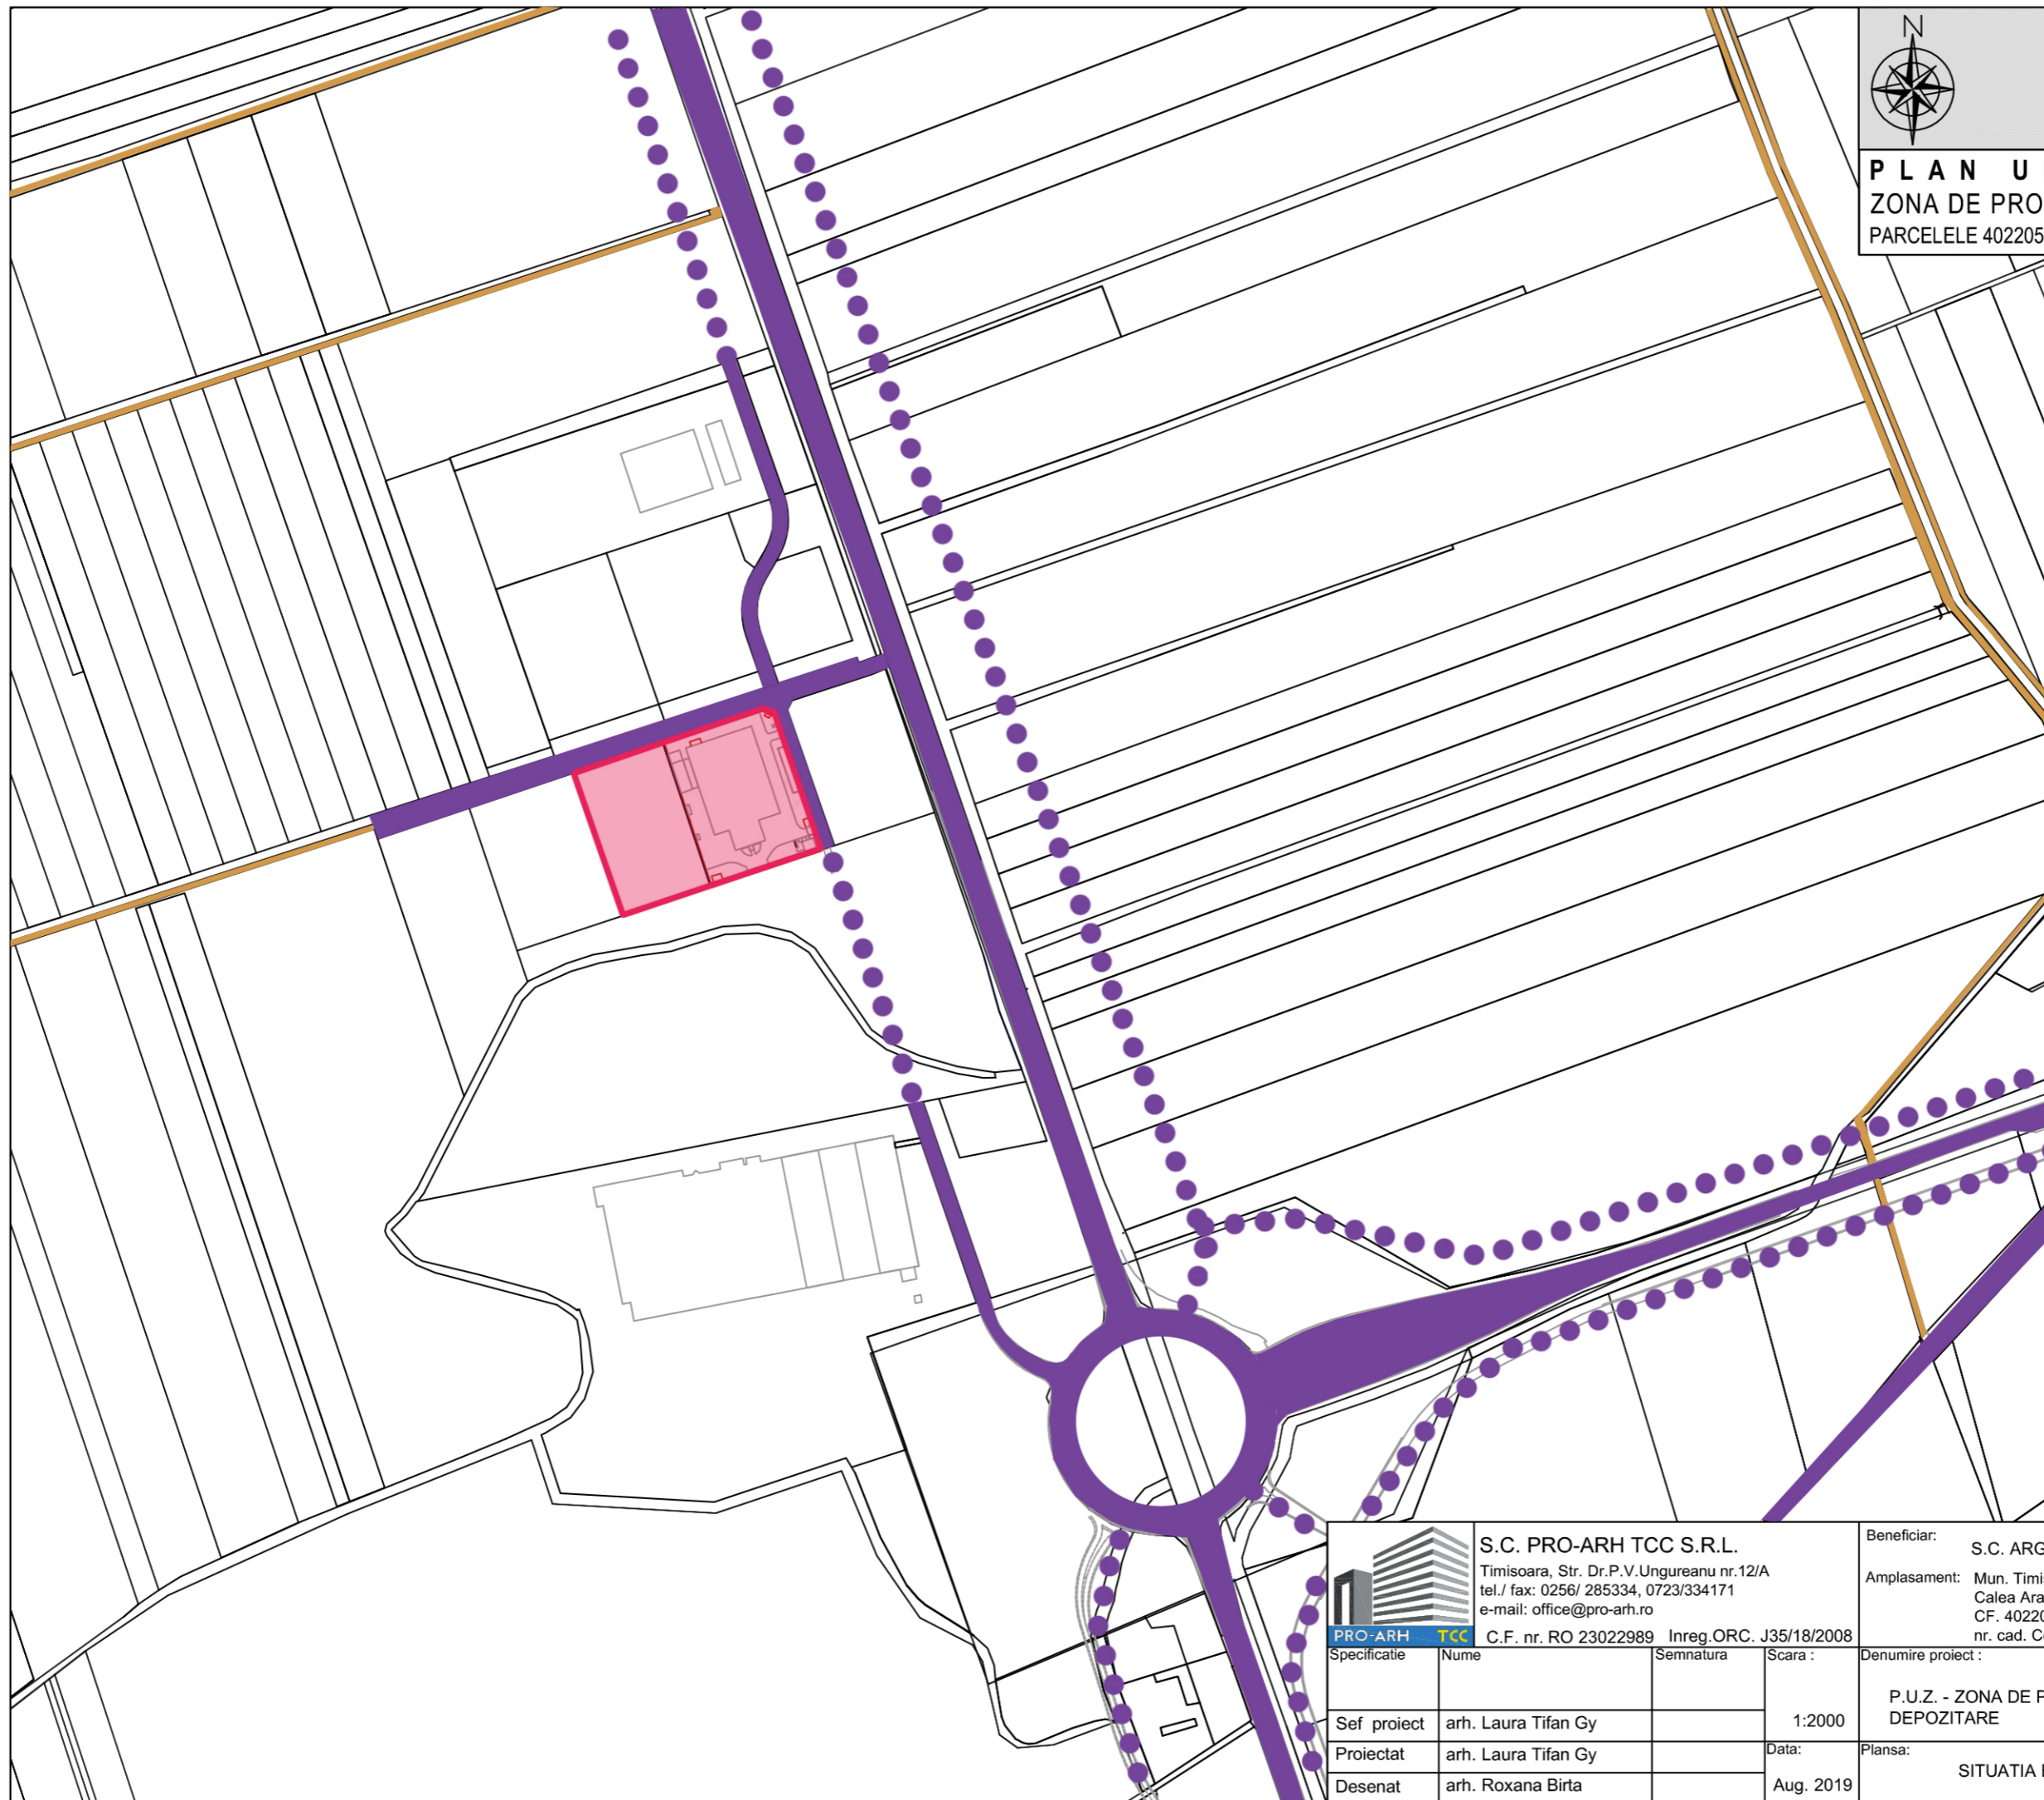 N
PLAN U
ZONA DE PRO
PARCELELE 402205
S.C. PRO-ARH TCC S.R.L.
Timisoara, Str. Dr.P.V.Ungureanu nr.12/A
tel./ fax: 0256/ 285334, 0723/334171
e-mail: office@pro-arh.ro
C.F. nr. RO 23022989 Inreg.ORC. J35/18/2008
PRO-ARH TCC
Beneficiar:
S.C. ARG
Amplasament: Mun. Timi
Calea Ara
CF. 40220
nr. cad. C
Specificatie Nume Semnatura Scara :
1:2000
Sef proiect arh. Laura Tifan Gy
Proiectat arh. Laura Tifan Gy
Desenat arh. Roxana Birta
Data:
Aug. 2019
Denumire proiect :
P.U.Z. - ZONA DE P
DEPOZITARE
Plansa:
SITUATIA